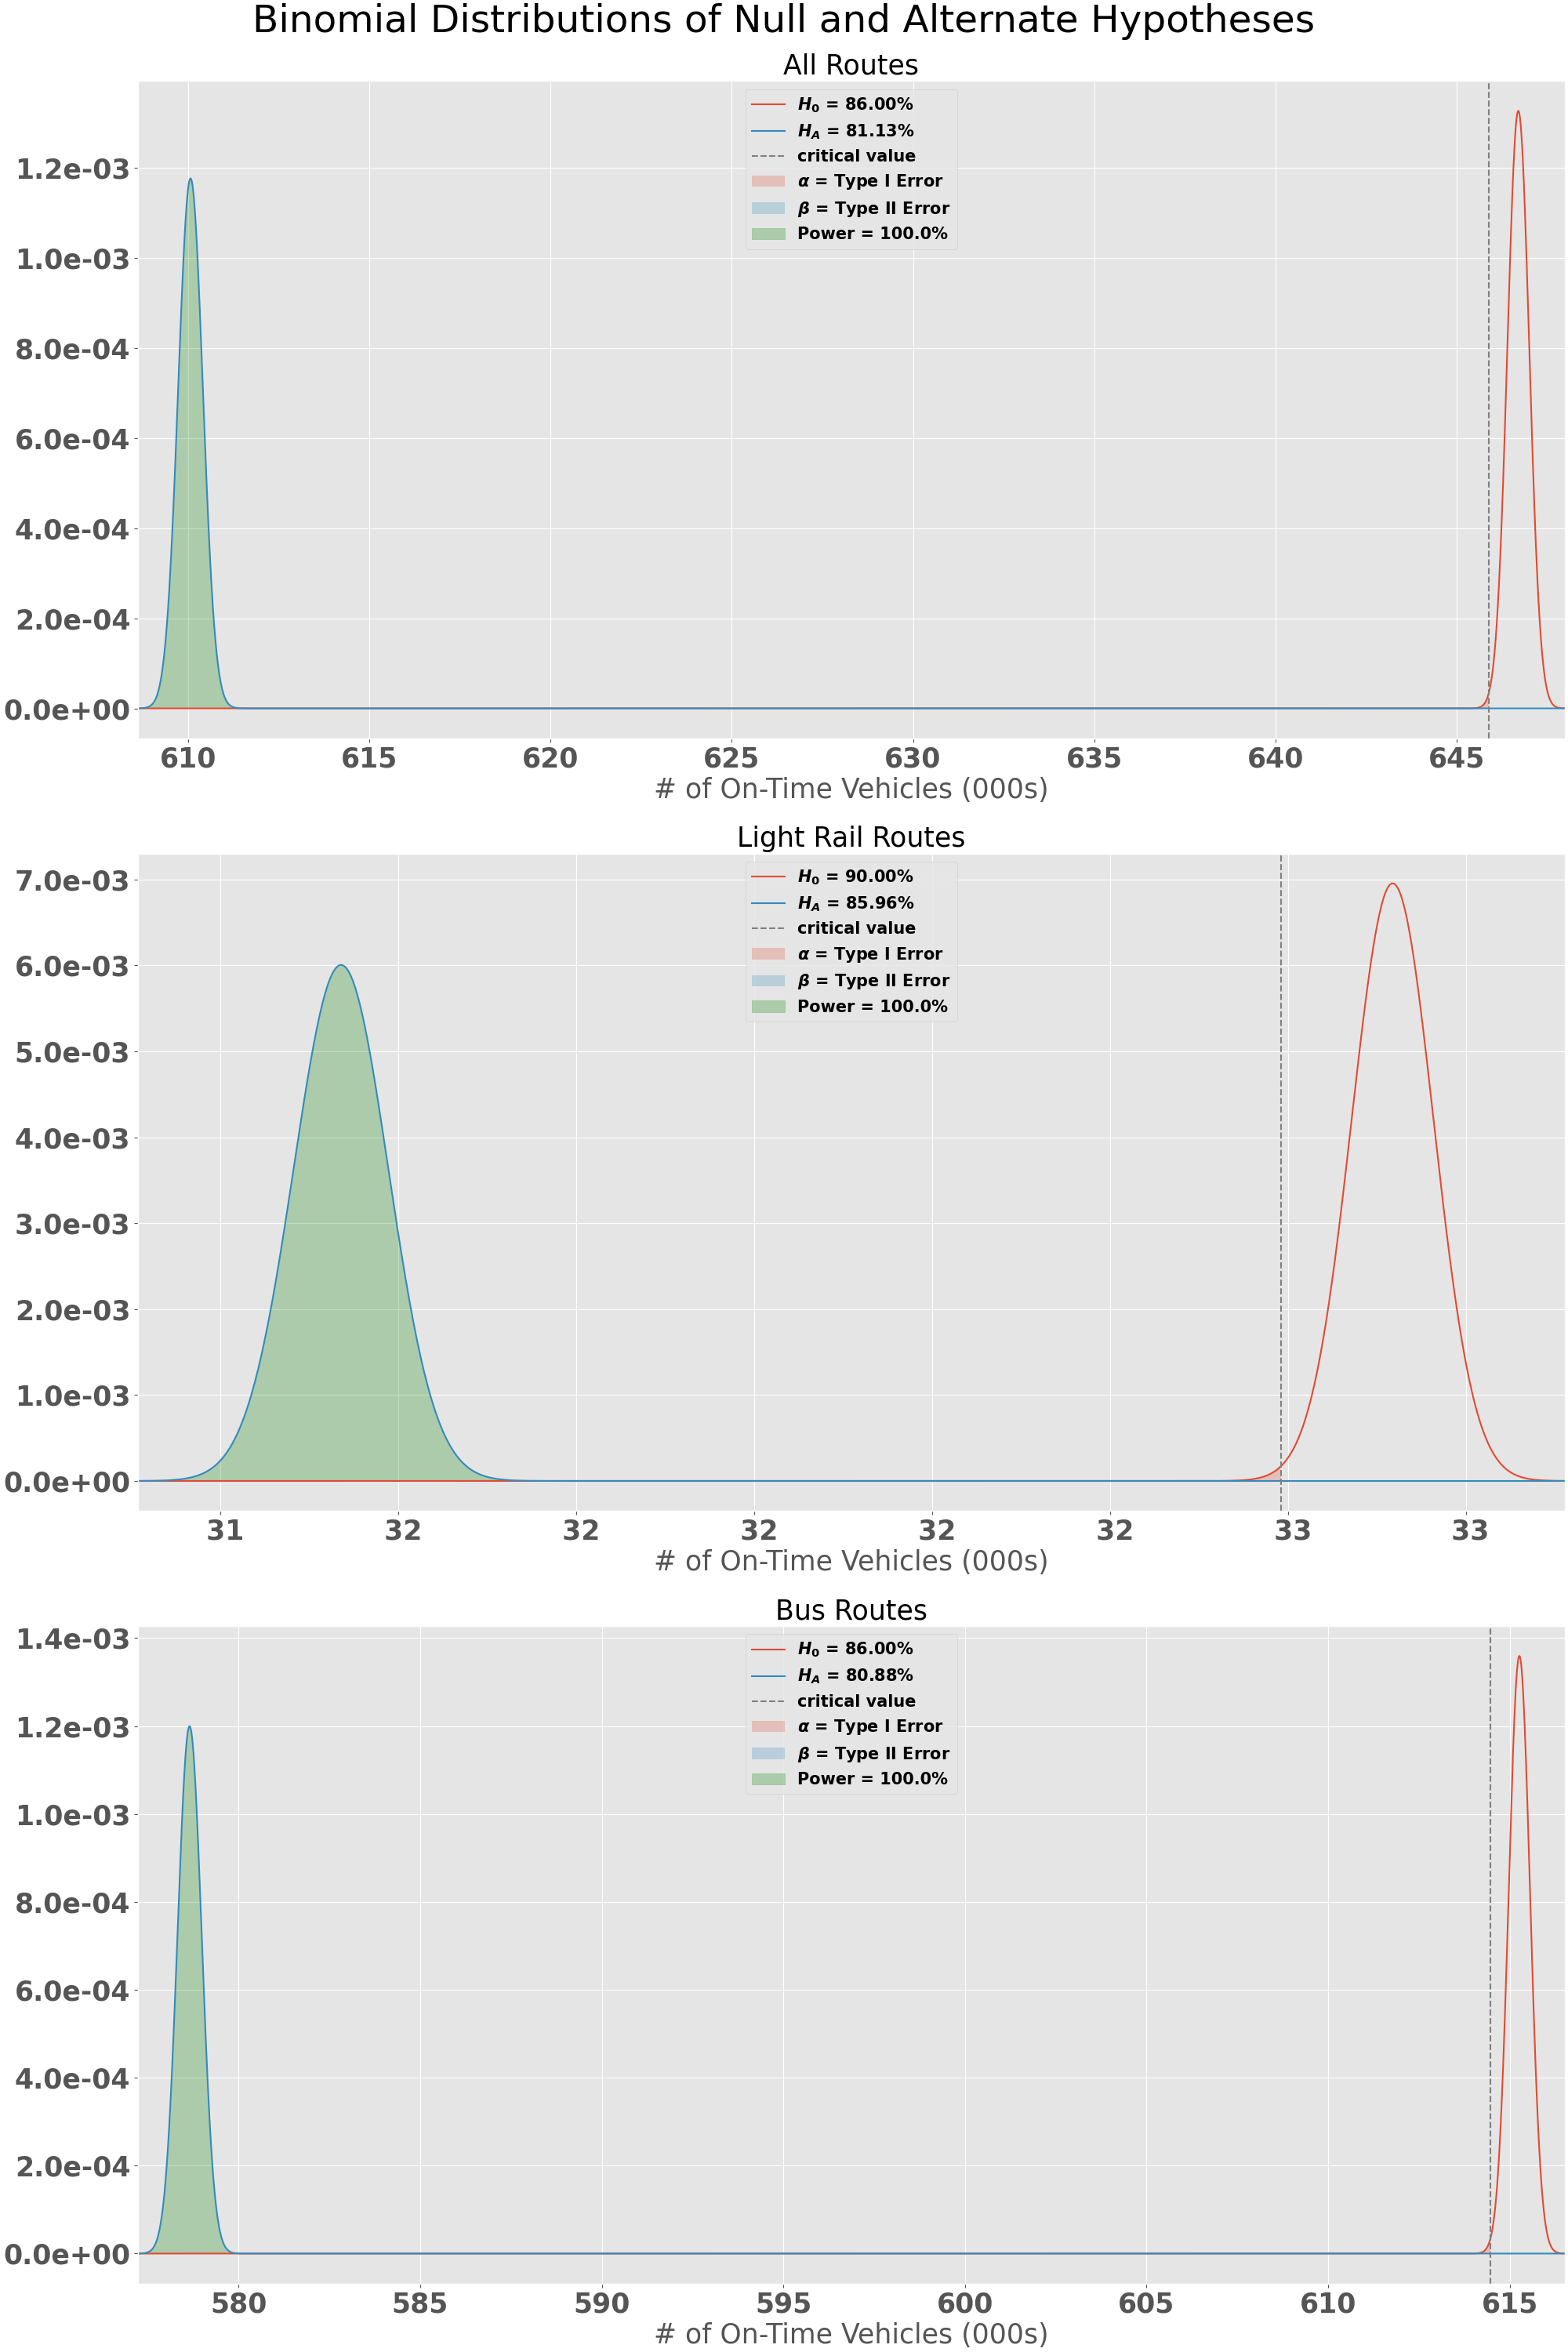 Binomial Distributions of Null and Alternate Hypotheses
All Routes
H₀ = 86.00%
H_A = 81.13%
critical value
α = Type I Error
β = Type II Error
Power = 100.0%
1.2e-03
1.0e-03
8.0e-04
6.0e-04
4.0e-04
2.0e-04
0.0e+00
610 615 620 625 630 635 640 645
# of On-Time Vehicles (000s)
Light Rail Routes
H₀ = 90.00%
H_A = 85.96%
critical value
α = Type I Error
β = Type II Error
Power = 100.0%
7.0e-03
6.0e-03
5.0e-03
4.0e-03
3.0e-03
2.0e-03
1.0e-03
0.0e+00
31 32 32 32 32 32 33 33
# of On-Time Vehicles (000s)
Bus Routes
H₀ = 86.00%
H_A = 80.88%
critical value
α = Type I Error
β = Type II Error
Power = 100.0%
1.4e-03
1.2e-03
1.0e-03
8.0e-04
6.0e-04
4.0e-04
2.0e-04
0.0e+00
580 585 590 595 600 605 610 615
# of On-Time Vehicles (000s)